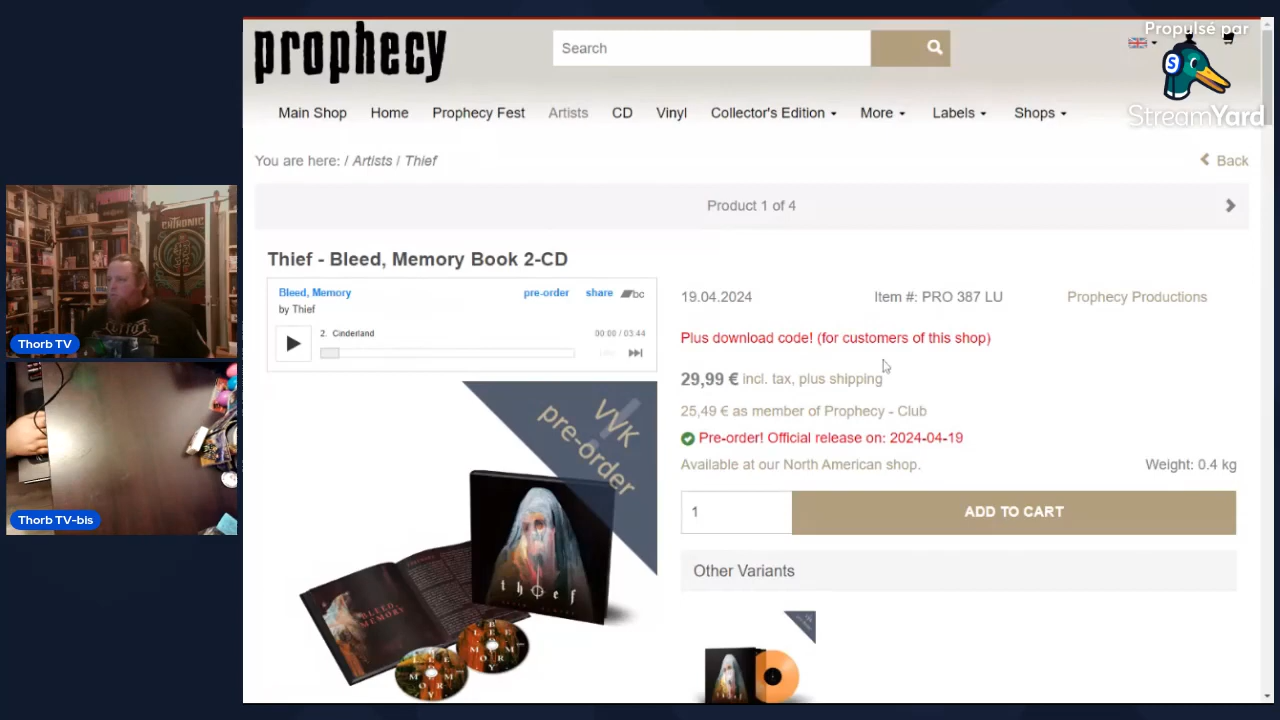 prophecy
Search
Propulsé par
S
StreamYard
Main Shop Home Prophecy Fest Artists CD Vinyl Collector's Edition More Labels Shops
You are here: / Artists / Thief
Back
Product 1 of 4
Thief - Bleed, Memory Book 2-CD
Bleed, Memory
pre-order share bc
by Thief
2. Cinderland
00:00 / 03:44
19.04.2024 Item #: PRO 387 LU Prophecy Productions
Plus download code! (for customers of this shop)
29,99 € incl. tax, plus shipping
25,49 € as member of Prophecy - Club
Pre-order! Official release on: 2024-04-19
Available at our North American shop. Weight: 0.4 kg
1
ADD TO CART
Other Variants
VVK
pre-order
thief
BLEED,
MEMORY
Thorb TV
Thorb TV-bis